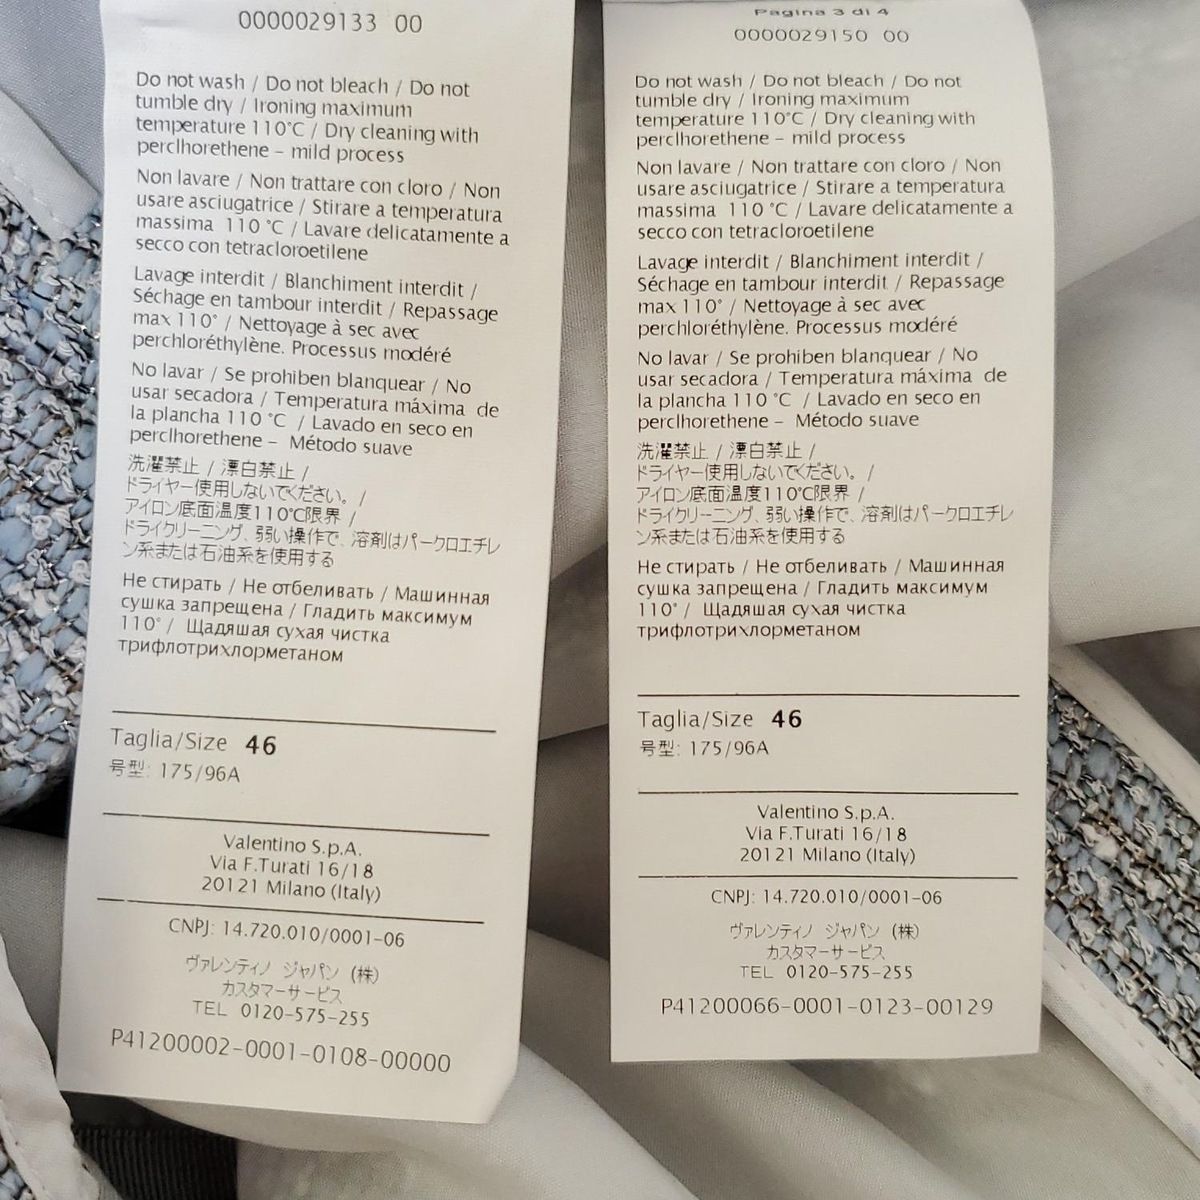 0000029133 00
Do not wash / Do not bleach / Do not
tumble dry / Ironing maximum
temperature 110°C / Dry cleaning with
perclhorethene – mild process
Non lavare / Non trattare con cloro / Non
usare asciugatrice / Stirare a temperatura
massima 110 °C / Lavare delicatamente a
secco con tetracloroetilene
Lavage interdit / Blanchiment interdit /
Séchage en tambour interdit / Repassage
max 110° / Nettoyage à sec avec
perchloréthylène. Processus modéré
No lavar / Se prohiben blanquear / No
usar secadora / Temperatura máxima de
la plancha 110 °C / Lavado en seco en
perclhorethene – Método suave
洗濯禁止 / 漂白禁止 /
ドライヤー使用しないでください。 /
アイロン底面温度110℃限界 /
ドライクリーニング、弱い操作で、溶剤はパークロエチレ
ン系または石油系を使用する
Не стирать / Не отбеливать / Машинная
сушка запрещена / Гладить максимум
110° / Щадяшая сухая чистка
трифлотрихлорметаном
Taglia/Size 46
号型: 175/96A
Valentino S.p.A.
Via F.Turati 16/18
20121 Milano (Italy)
CNPJ: 14.720.010/0001-06
ヴァレンティノ ジャパン (株)
カスタマーサービス
TEL 0120-575-255
P41200002-0001-0108-00000
Pagina 3 di 4
0000029150 00
Do not wash / Do not bleach / Do not
tumble dry / Ironing maximum
temperature 110°C / Dry cleaning with
perclhorethene – mild process
Non lavare / Non trattare con cloro / Non
usare asciugatrice / Stirare a temperatura
massima 110 °C / Lavare delicatamente a
secco con tetracloroetilene
Lavage interdit / Blanchiment interdit /
Séchage en tambour interdit / Repassage
max 110° / Nettoyage à sec avec
perchloréthylène. Processus modéré
No lavar / Se prohiben blanquear / No
usar secadora / Temperatura máxima de
la plancha 110 °C / Lavado en seco en
perclhorethene – Método suave
洗濯禁止 / 漂白禁止 /
ドライヤー使用しないでください。 /
アイロン底面温度110℃限界 /
ドライクリーニング、弱い操作で、溶剤はパークロエチレ
ン系または石油系を使用する
Не стирать / Не отбеливать / Машинная
сушка запрещена / Гладить максимум
110° / Щадяшая сухая чистка
трифлотрихлорметаном
Taglia/Size 46
号型: 175/96A
Valentino S.p.A.
Via F.Turati 16/18
20121 Milano (Italy)
CNPJ: 14.720.010/0001-06
ヴァレンティノ ジャパン (株)
カスタマーサービス
TEL 0120-575-255
P41200066-0001-0123-00129